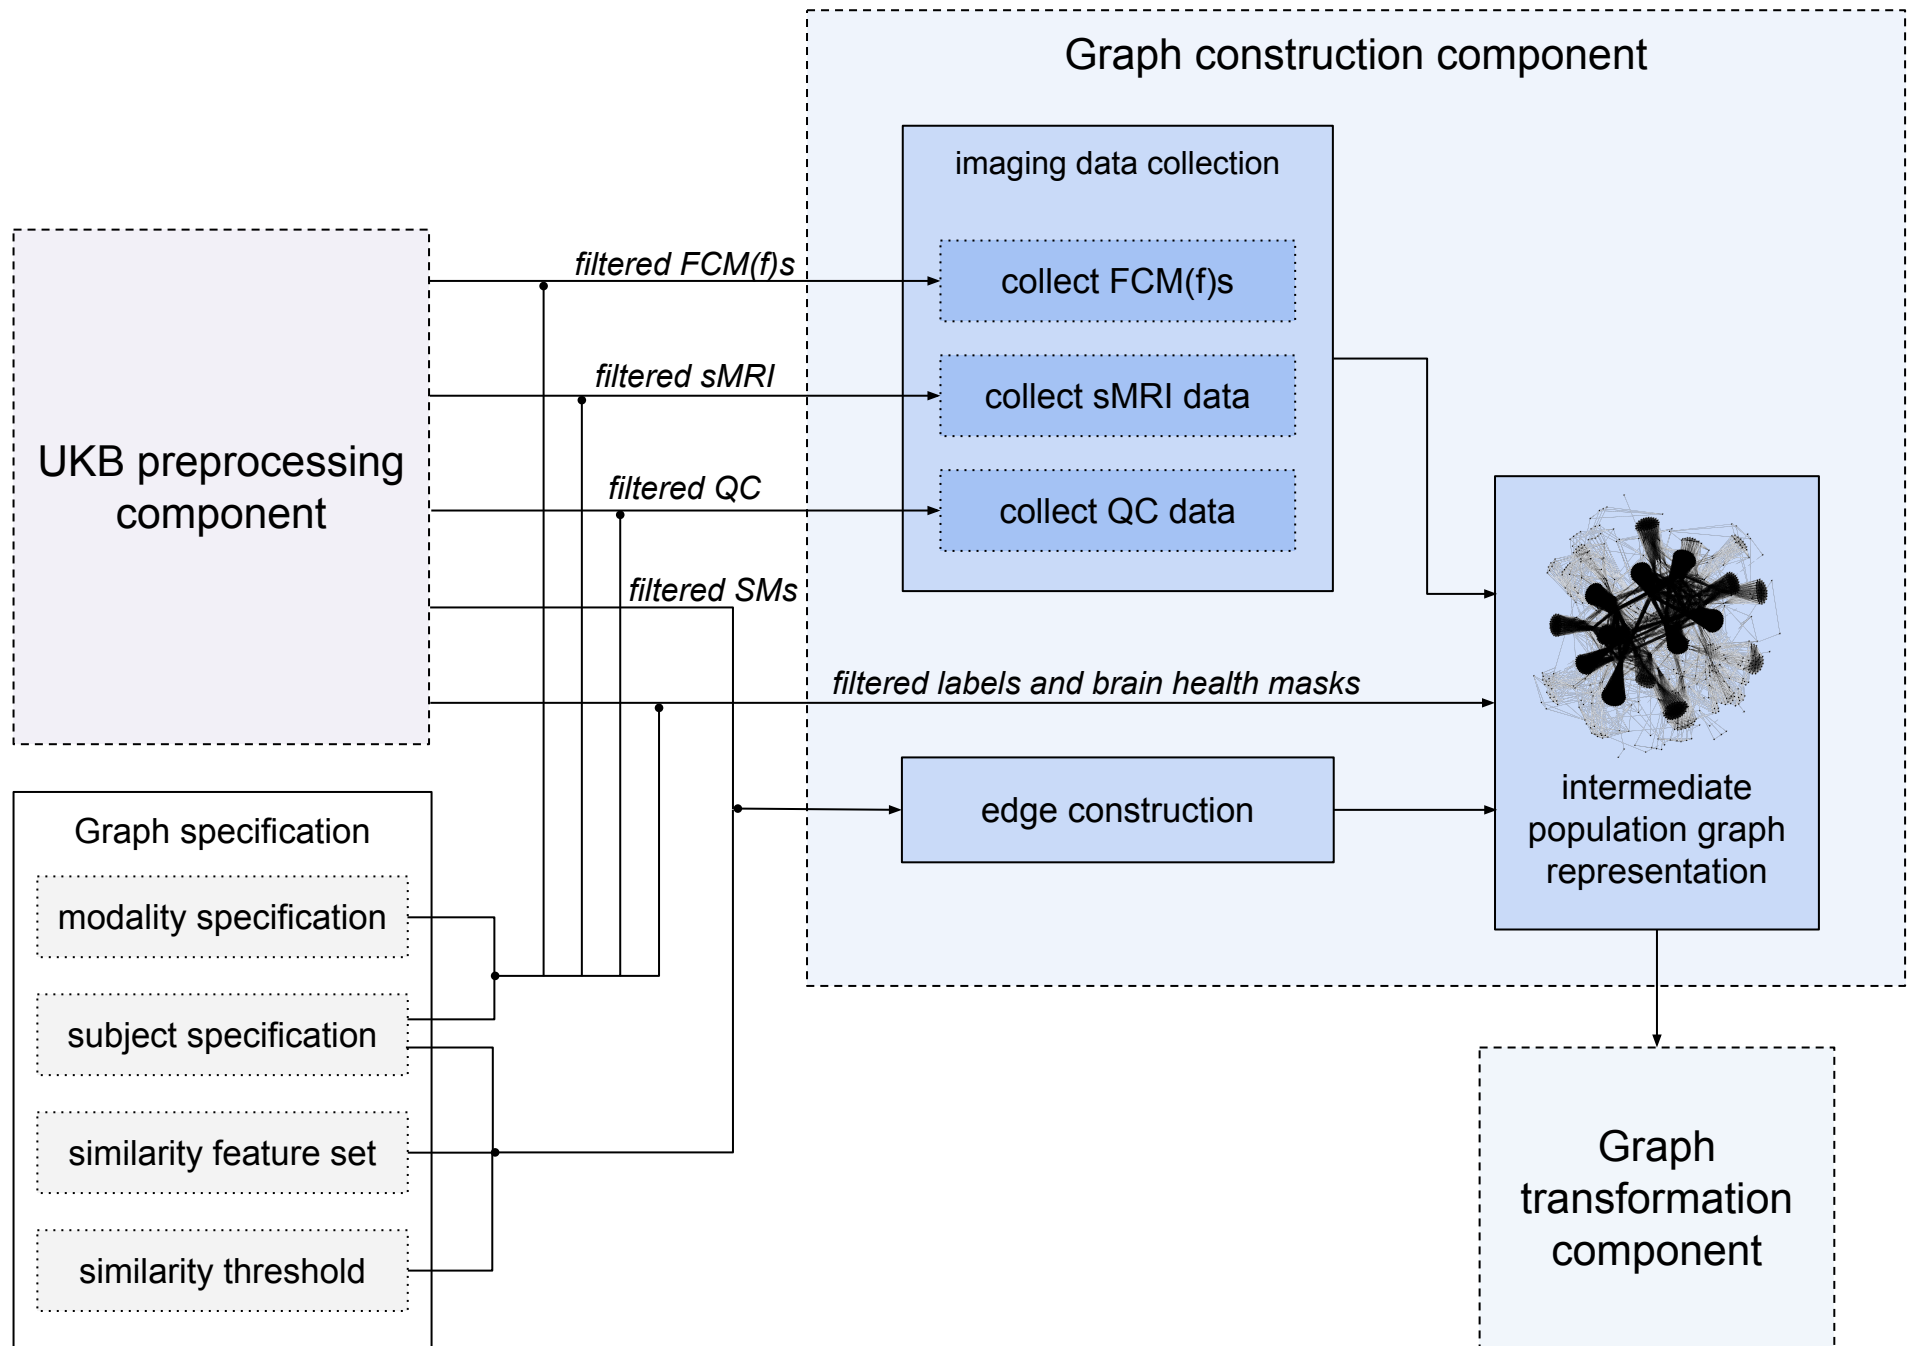 Graph construction component
imaging data collection
filtered FCM(f)s
collect FCM(f)s
filtered sMRI
collect sMRI data
UKB preprocessing
component
filtered QC
collect QC data
filtered SMs
filtered labels and brain health masks
edge construction
intermediate
population graph
representation
Graph specification
modality specification
subject specification
similarity feature set
similarity threshold
Graph
transformation
component